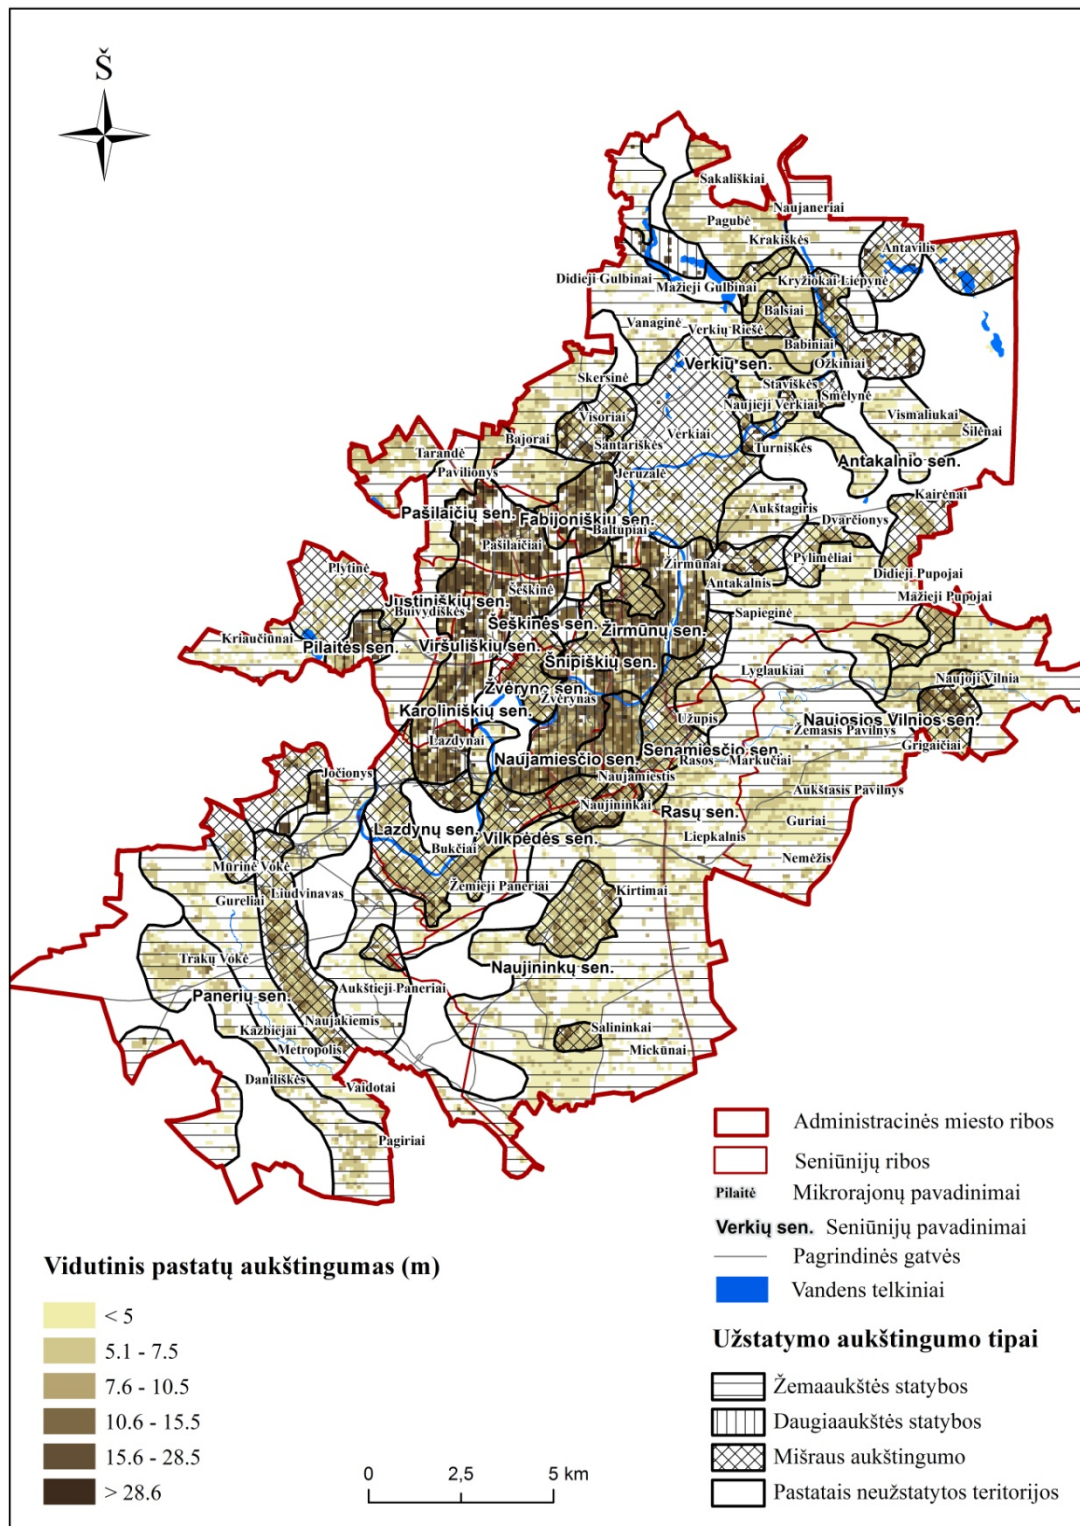 Š
Sakališkiai
Naujaneriai
Pagubė
Krakiškės
Antavilis
Didieji Gulbinai
Mažieji Gulbinai
Kryžiokai
Liepynė
Balsiai
Vanaginė
Verkių Riešė
Babiniai
Ožkiniai
Verkių sen.
Skersinė
Staviškės
Smėlynė
Naujieji Verkiai
Visoriai
Vismaliukai
Bajorai
Santariškės
Verkiai
Šilėnai
Turniškės
Tarandė
Pavilionys
Jeruzalė
Antakalnio sen.
Kairėnai
Aukštagiris
Pašilaičių sen.
Fabijoniškių sen.
Dvarčionys
Baltupiai
Pašilaičiai
Žirmūnai
Pylimėliai
Plytinė
Antakalnis
Didieji Pupojai
Šeškinė
Mažieji Pupojai
Justiniškių sen.
Buivydiškės
Sapieginė
Kriaučiūnai
Šeškinės sen.
Žirmūnų sen.
Pilaitės sen.
Viršuliškių sen.
Šnipiškių sen.
Lyglaukiai
Naujoji Vilnia
Žvėryno sen.
Žvėrynas
Karoliniškių sen.
Užupis
Naujosios Vilnios sen.
Žemasis Pavilnys
Lazdynai
Senamiesčio sen.
Grigaičiai
Naujamiesčio sen.
Rasos
Markučiai
Jočionys
Naujamiestis
Aukštasis Pavilnys
Naujininkai
Rasų sen.
Guriai
Lazdynų sen.
Vilkpėdės sen.
Liepkalnis
Bukčiai
Nemėžis
Mūrinė Vokė
Žemieji Paneriai
Kirtimai
Liudvinavas
Gureliai
Trakų Vokė
Naujininkų sen.
Aukštieji Paneriai
Panerių sen.
Naujakiemis
Kazbiejai
Salininkai
Metropolis
Mickūnai
Daniliškės
Vaidotai
Pagiriai
Administracinės miesto ribos
Seniūnijų ribos
Pilaitė Mikrorajonų pavadinimai
Verkių sen. Seniūnijų pavadinimai
Pagrindinės gatvės
Vandens telkiniai
Užstatymo aukštingumo tipai
Žemaaukštės statybos
Daugiaaukštės statybos
Mišraus aukštingumo
Pastatais neužstatytos teritorijos
Vidutinis pastatų aukštingumas (m)
< 5
5.1 - 7.5
7.6 - 10.5
10.6 - 15.5
15.6 - 28.5
> 28.6
0 2,5 5 km